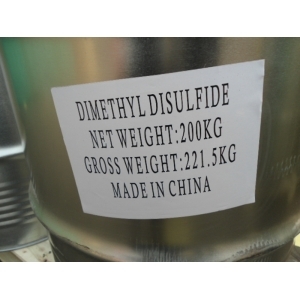 DIMETHYL DISULFIDE
NET WEIGHT:200KG
GROSS WEIGHT:221.5KG
MADE IN CHINA